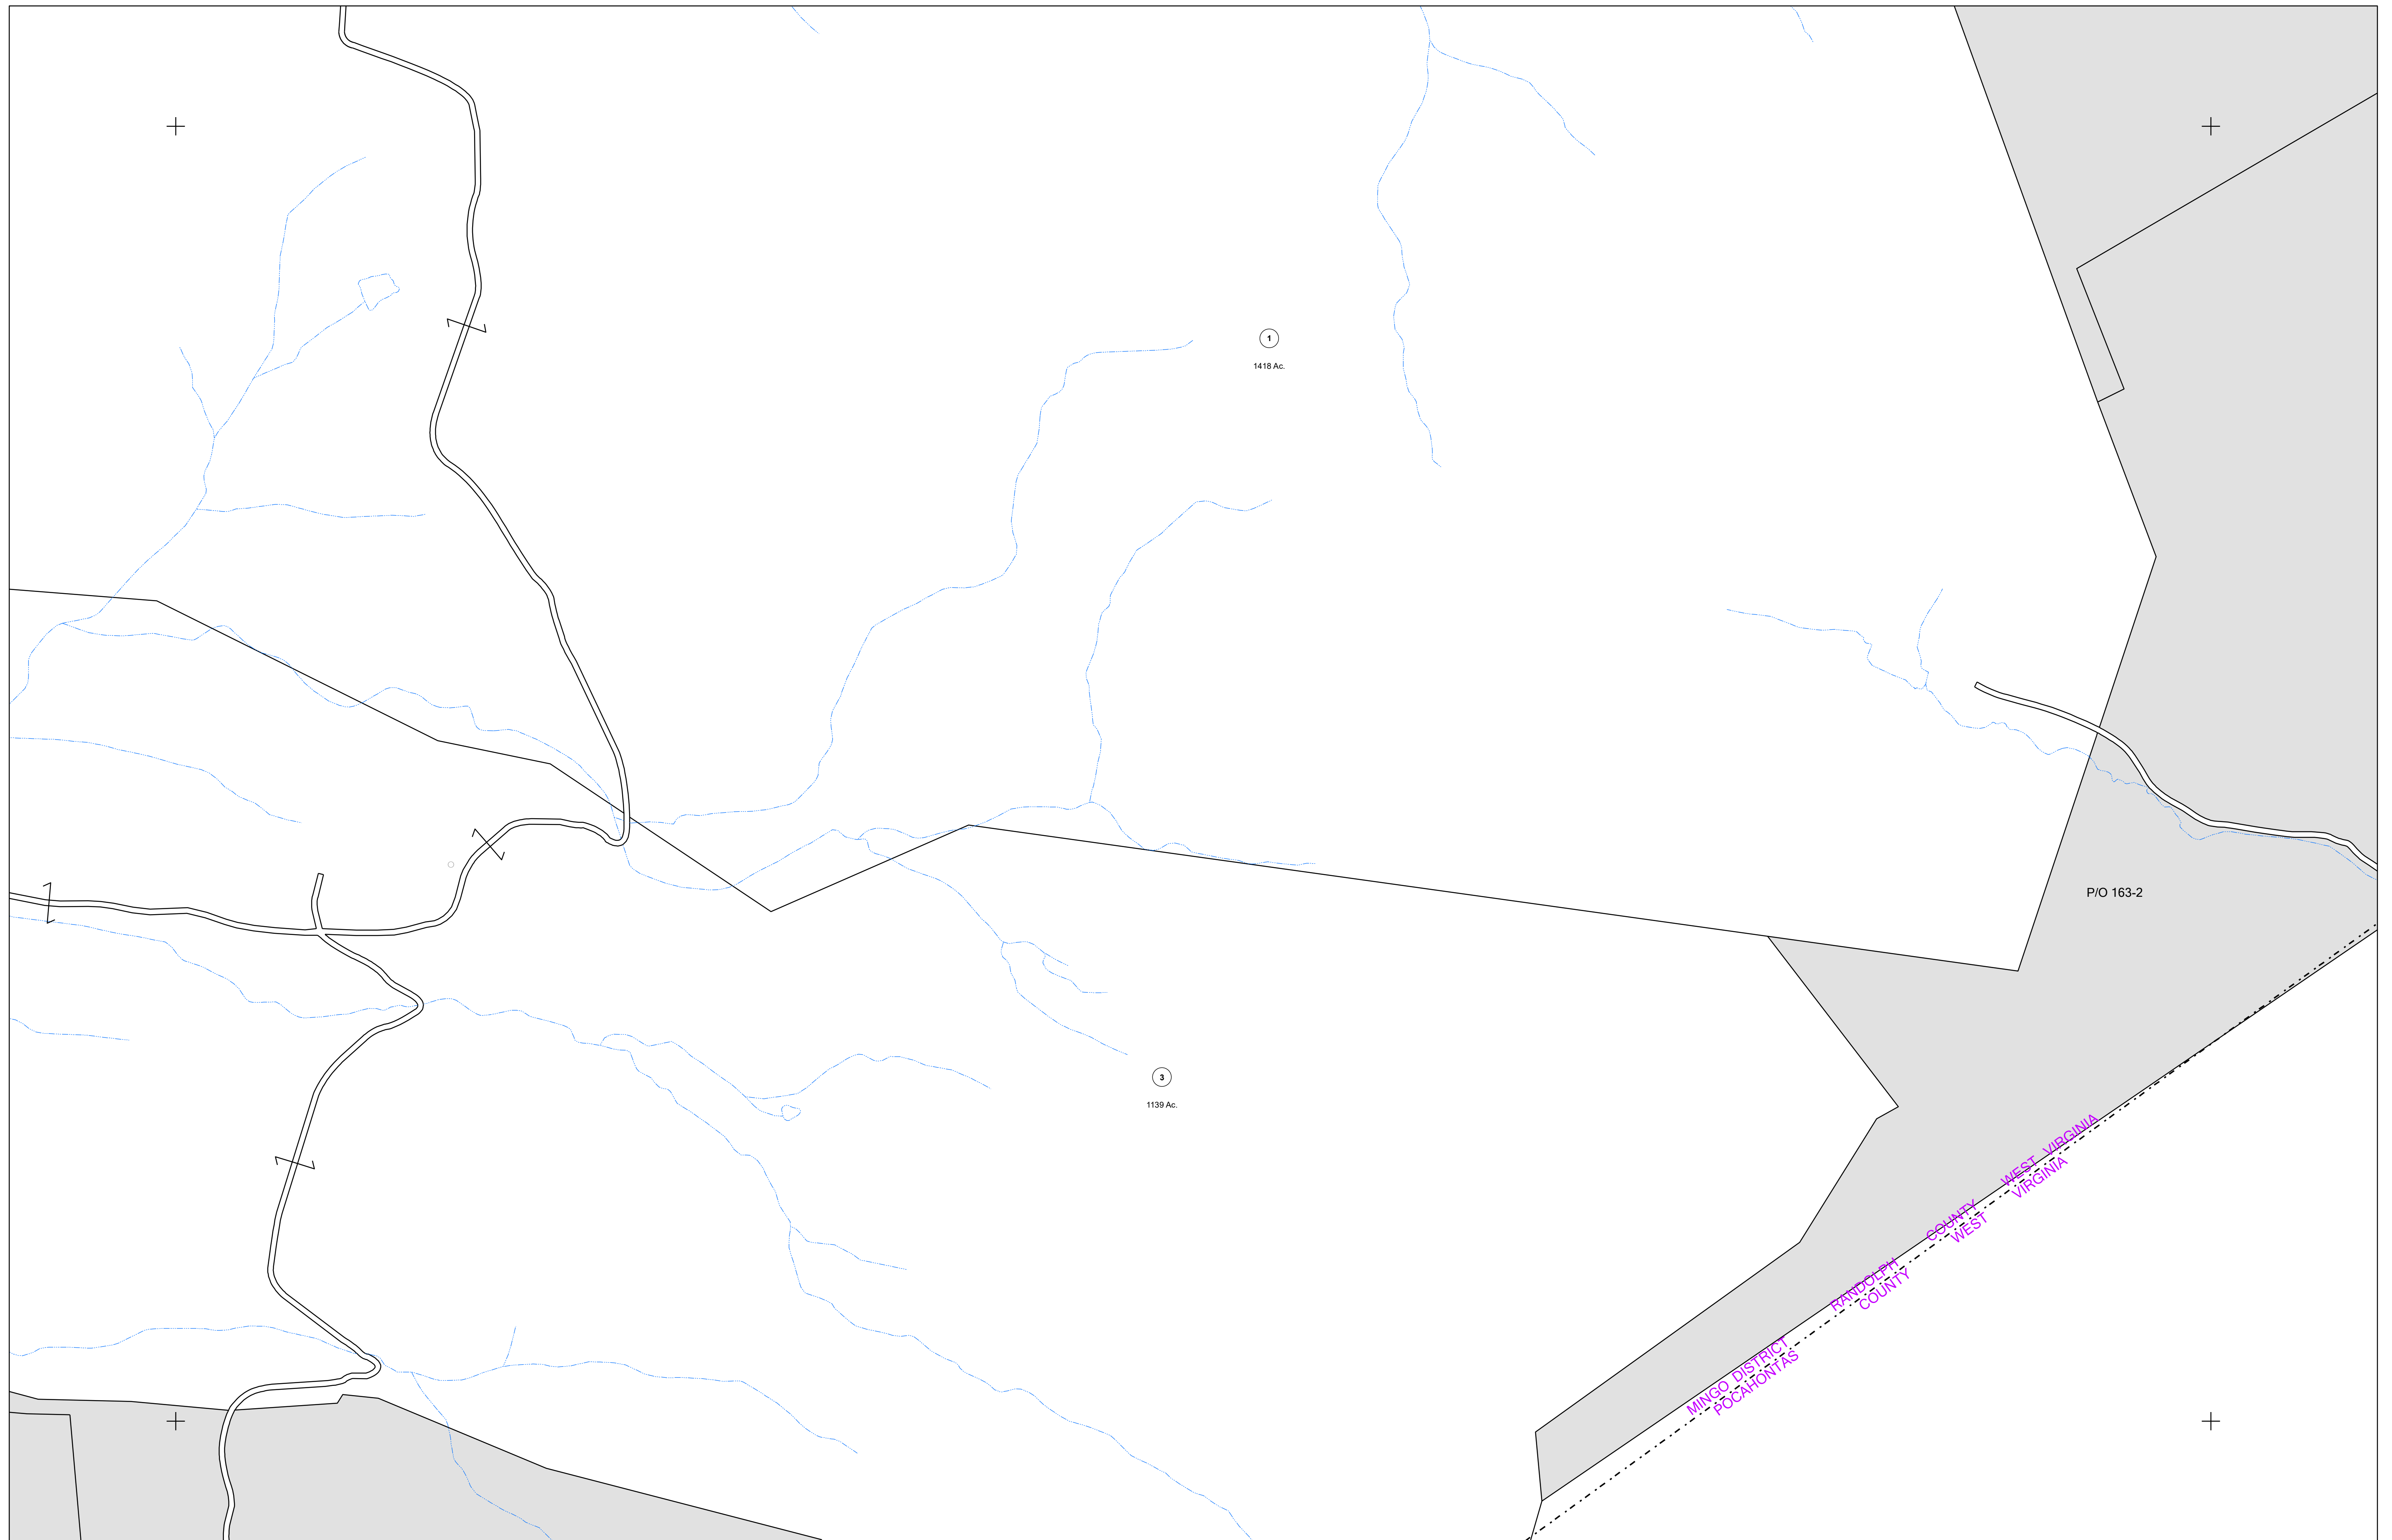 1
1418 Ac.
P/O 163-2
3
1139 Ac.
MINGO DISTRICT RANDOLPH COUNTY WEST VIRGINIA
POCAHONTAS COUNTY WEST VIRGINIA